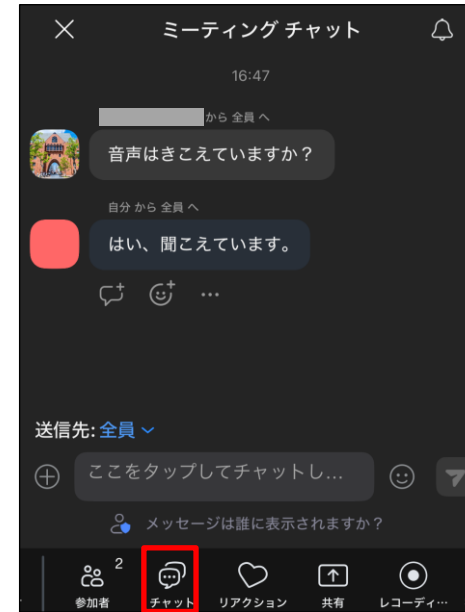 ミーティング チャット
16:47
から 全員 へ
音声はきこえていますか？
自分 から 全員 へ
はい、聞こえています。
送信先: 全員
ここをタップしてチャットし...
メッセージは誰に表示されますか？
2
参加者
チャット
リアクション
共有
レコーディ…